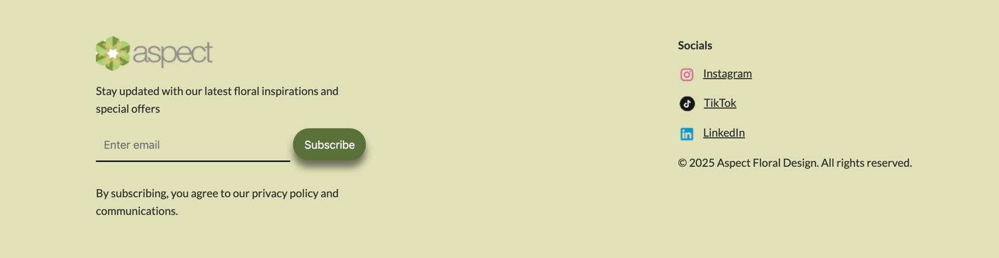 aspect
Stay updated with our latest floral inspirations and
special offers
Enter email
Subscribe
By subscribing, you agree to our privacy policy and
communications.
Socials
Instagram
TikTok
LinkedIn
© 2025 Aspect Floral Design. All rights reserved.